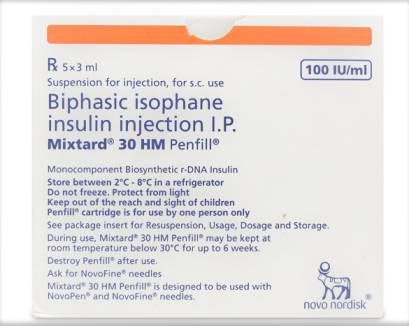 ℞ 5×3 ml
Suspension for injection, for s.c. use
100 IU/ml
Biphasic isophane
insulin injection I.P.
Mixtard® 30 HM Penfill®
Monocomponent Biosynthetic r-DNA Insulin
Store between 2°C - 8°C in a refrigerator
Do not freeze. Protect from light
Keep out of the reach and sight of children
Penfill® cartridge is for use by one person only
See package insert for Resuspension, Usage, Dosage and Storage.
During use, Mixtard® 30 HM Penfill® may be kept at
room temperature below 30°C for up to 6 weeks.
Destroy Penfill® after use.
Ask for NovoFine® needles
Mixtard® 30 HM Penfill® is designed to be used with
NovoPen® and NovoFine® needles.
novo nordisk®